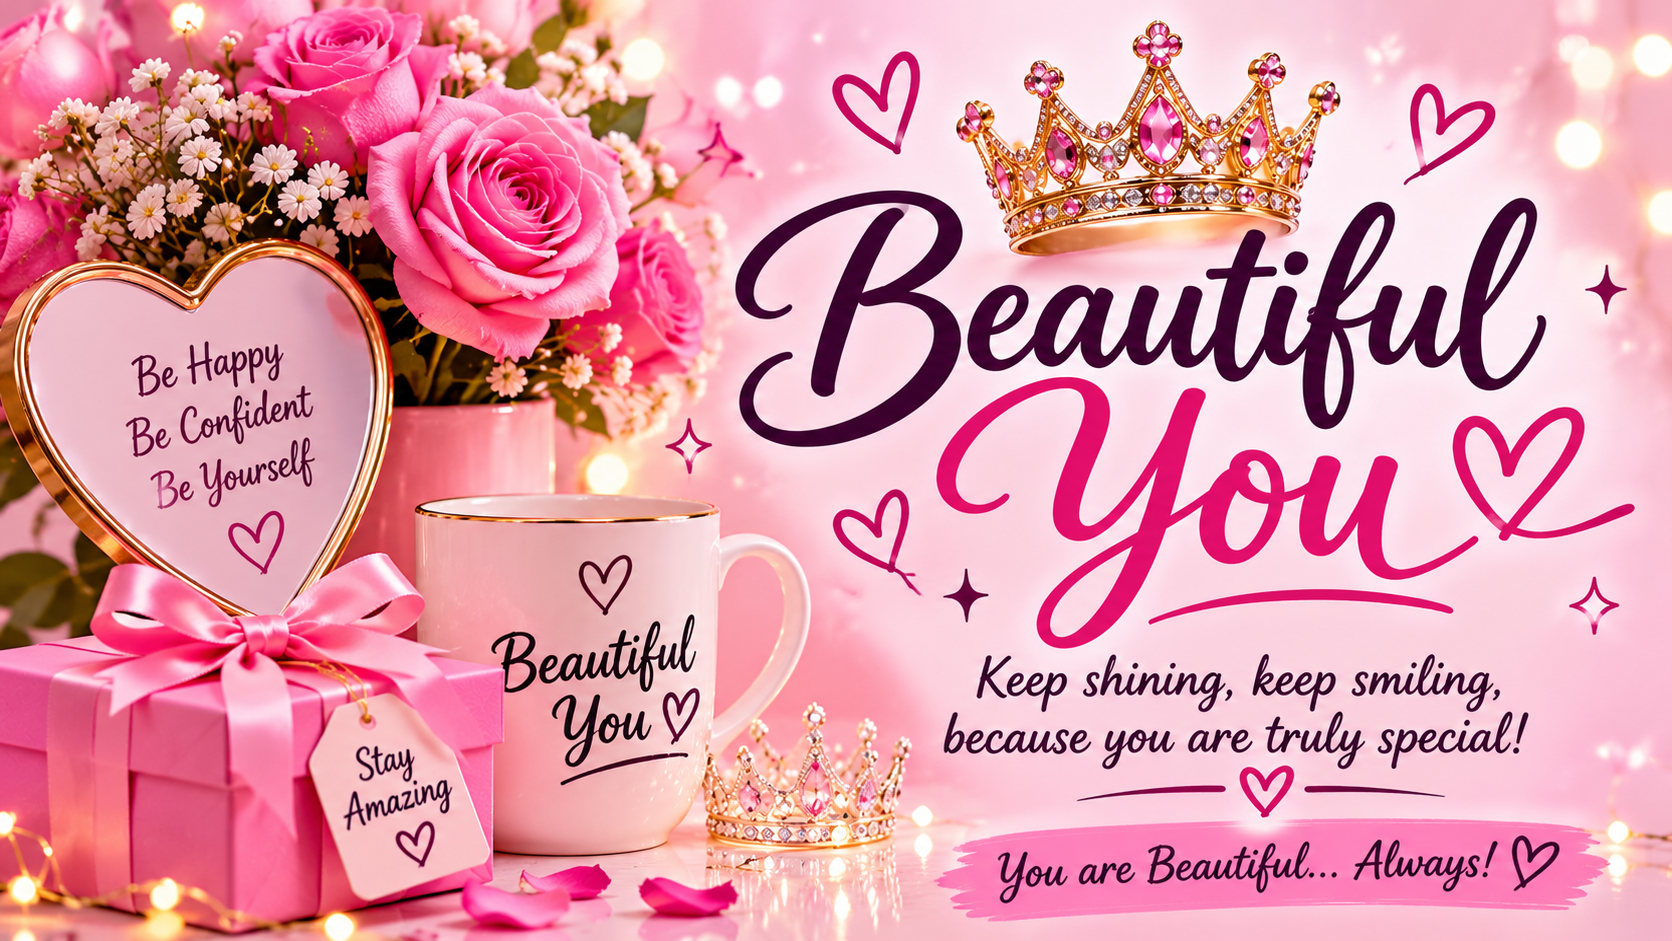 Be Happy
Be Confident
Be Yourself
Beautiful
You
Stay
Amazing
Beautiful
You
Keep shining, keep smiling,
because you are truly special!
You are Beautiful... Always!